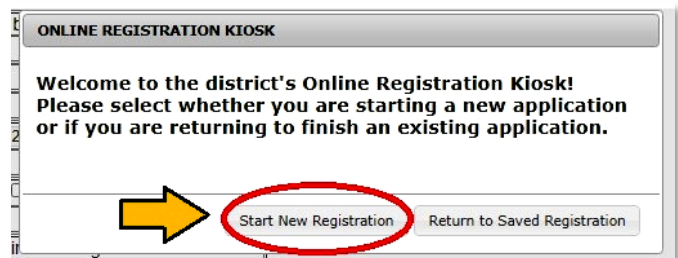 ONLINE REGISTRATION KIOSK
Welcome to the district's Online Registration Kiosk!
Please select whether you are starting a new application
or if you are returning to finish an existing application.
Start New Registration Return to Saved Registration